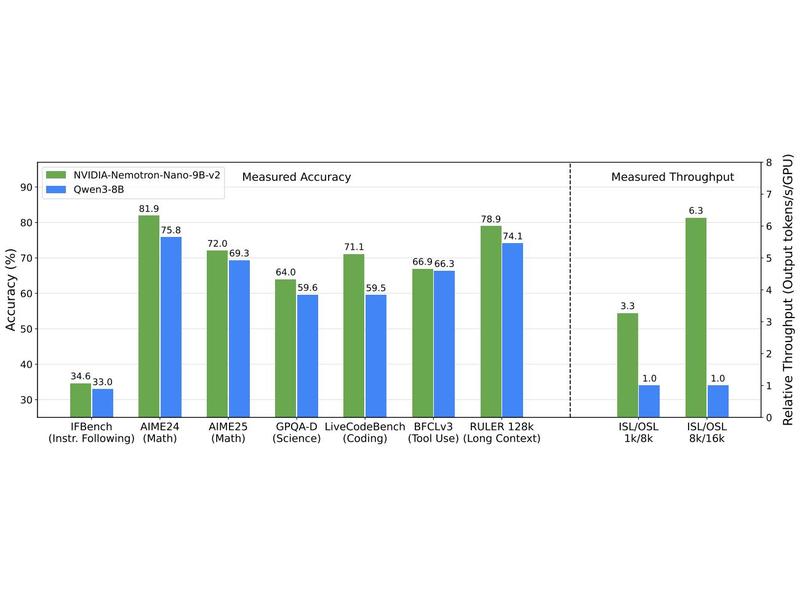 NVIDIA-Nemotron-Nano-9B-v2
Qwen3-8B
Measured Accuracy
Measured Throughput
Accuracy (%)
90
80
70
60
50
40
30
34.6
33.0
81.9
75.8
72.0
69.3
64.0
59.6
71.1
59.5
66.9
66.3
78.9
74.1
3.3
1.0
6.3
1.0
8
7
6
5
4
3
2
1
0
Relative Throughput (Output tokens/s/GPU)
IFBench
(Instr. Following)
AIME24
(Math)
AIME25
(Math)
GPQA-D
(Science)
LiveCodeBench
(Coding)
BFCLv3
(Tool Use)
RULER 128k
(Long Context)
ISL/OSL
1k/8k
ISL/OSL
8k/16k